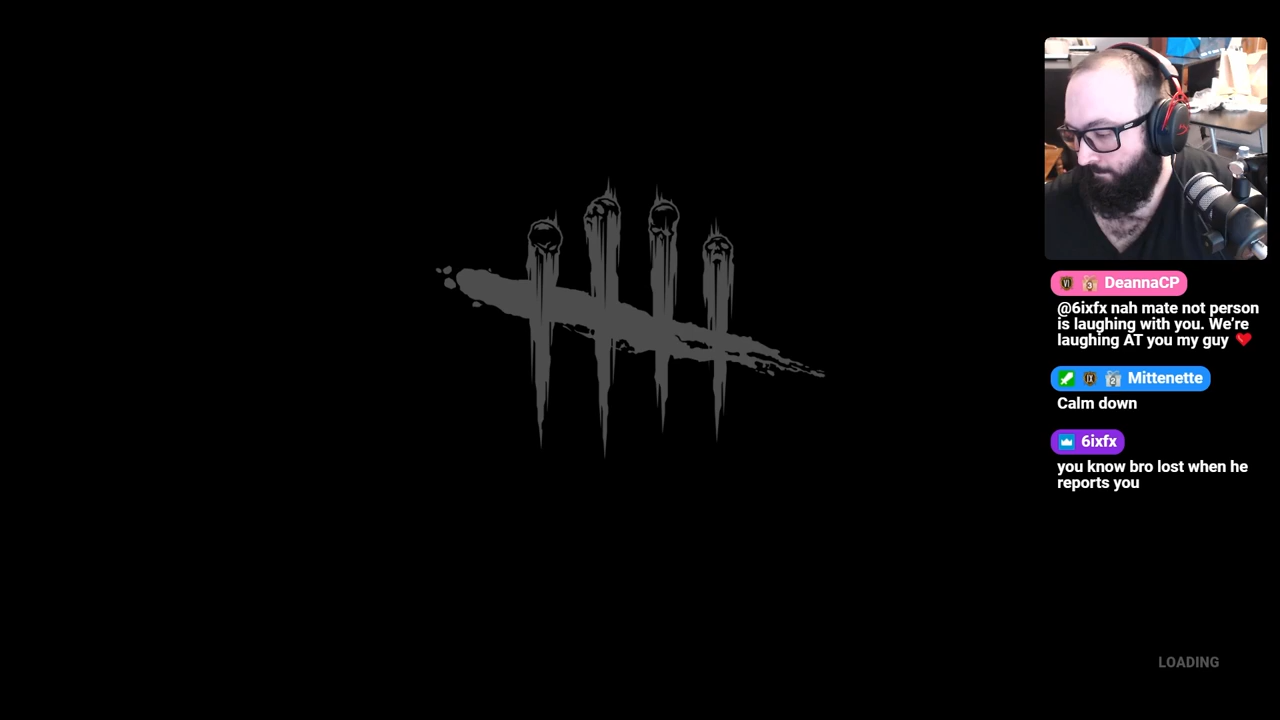 DeannaCP
@6ixfx nah mate not person
is laughing with you. We're
laughing AT you my guy
Mittenette
Calm down
6ixfx
you know bro lost when he
reports you
LOADING